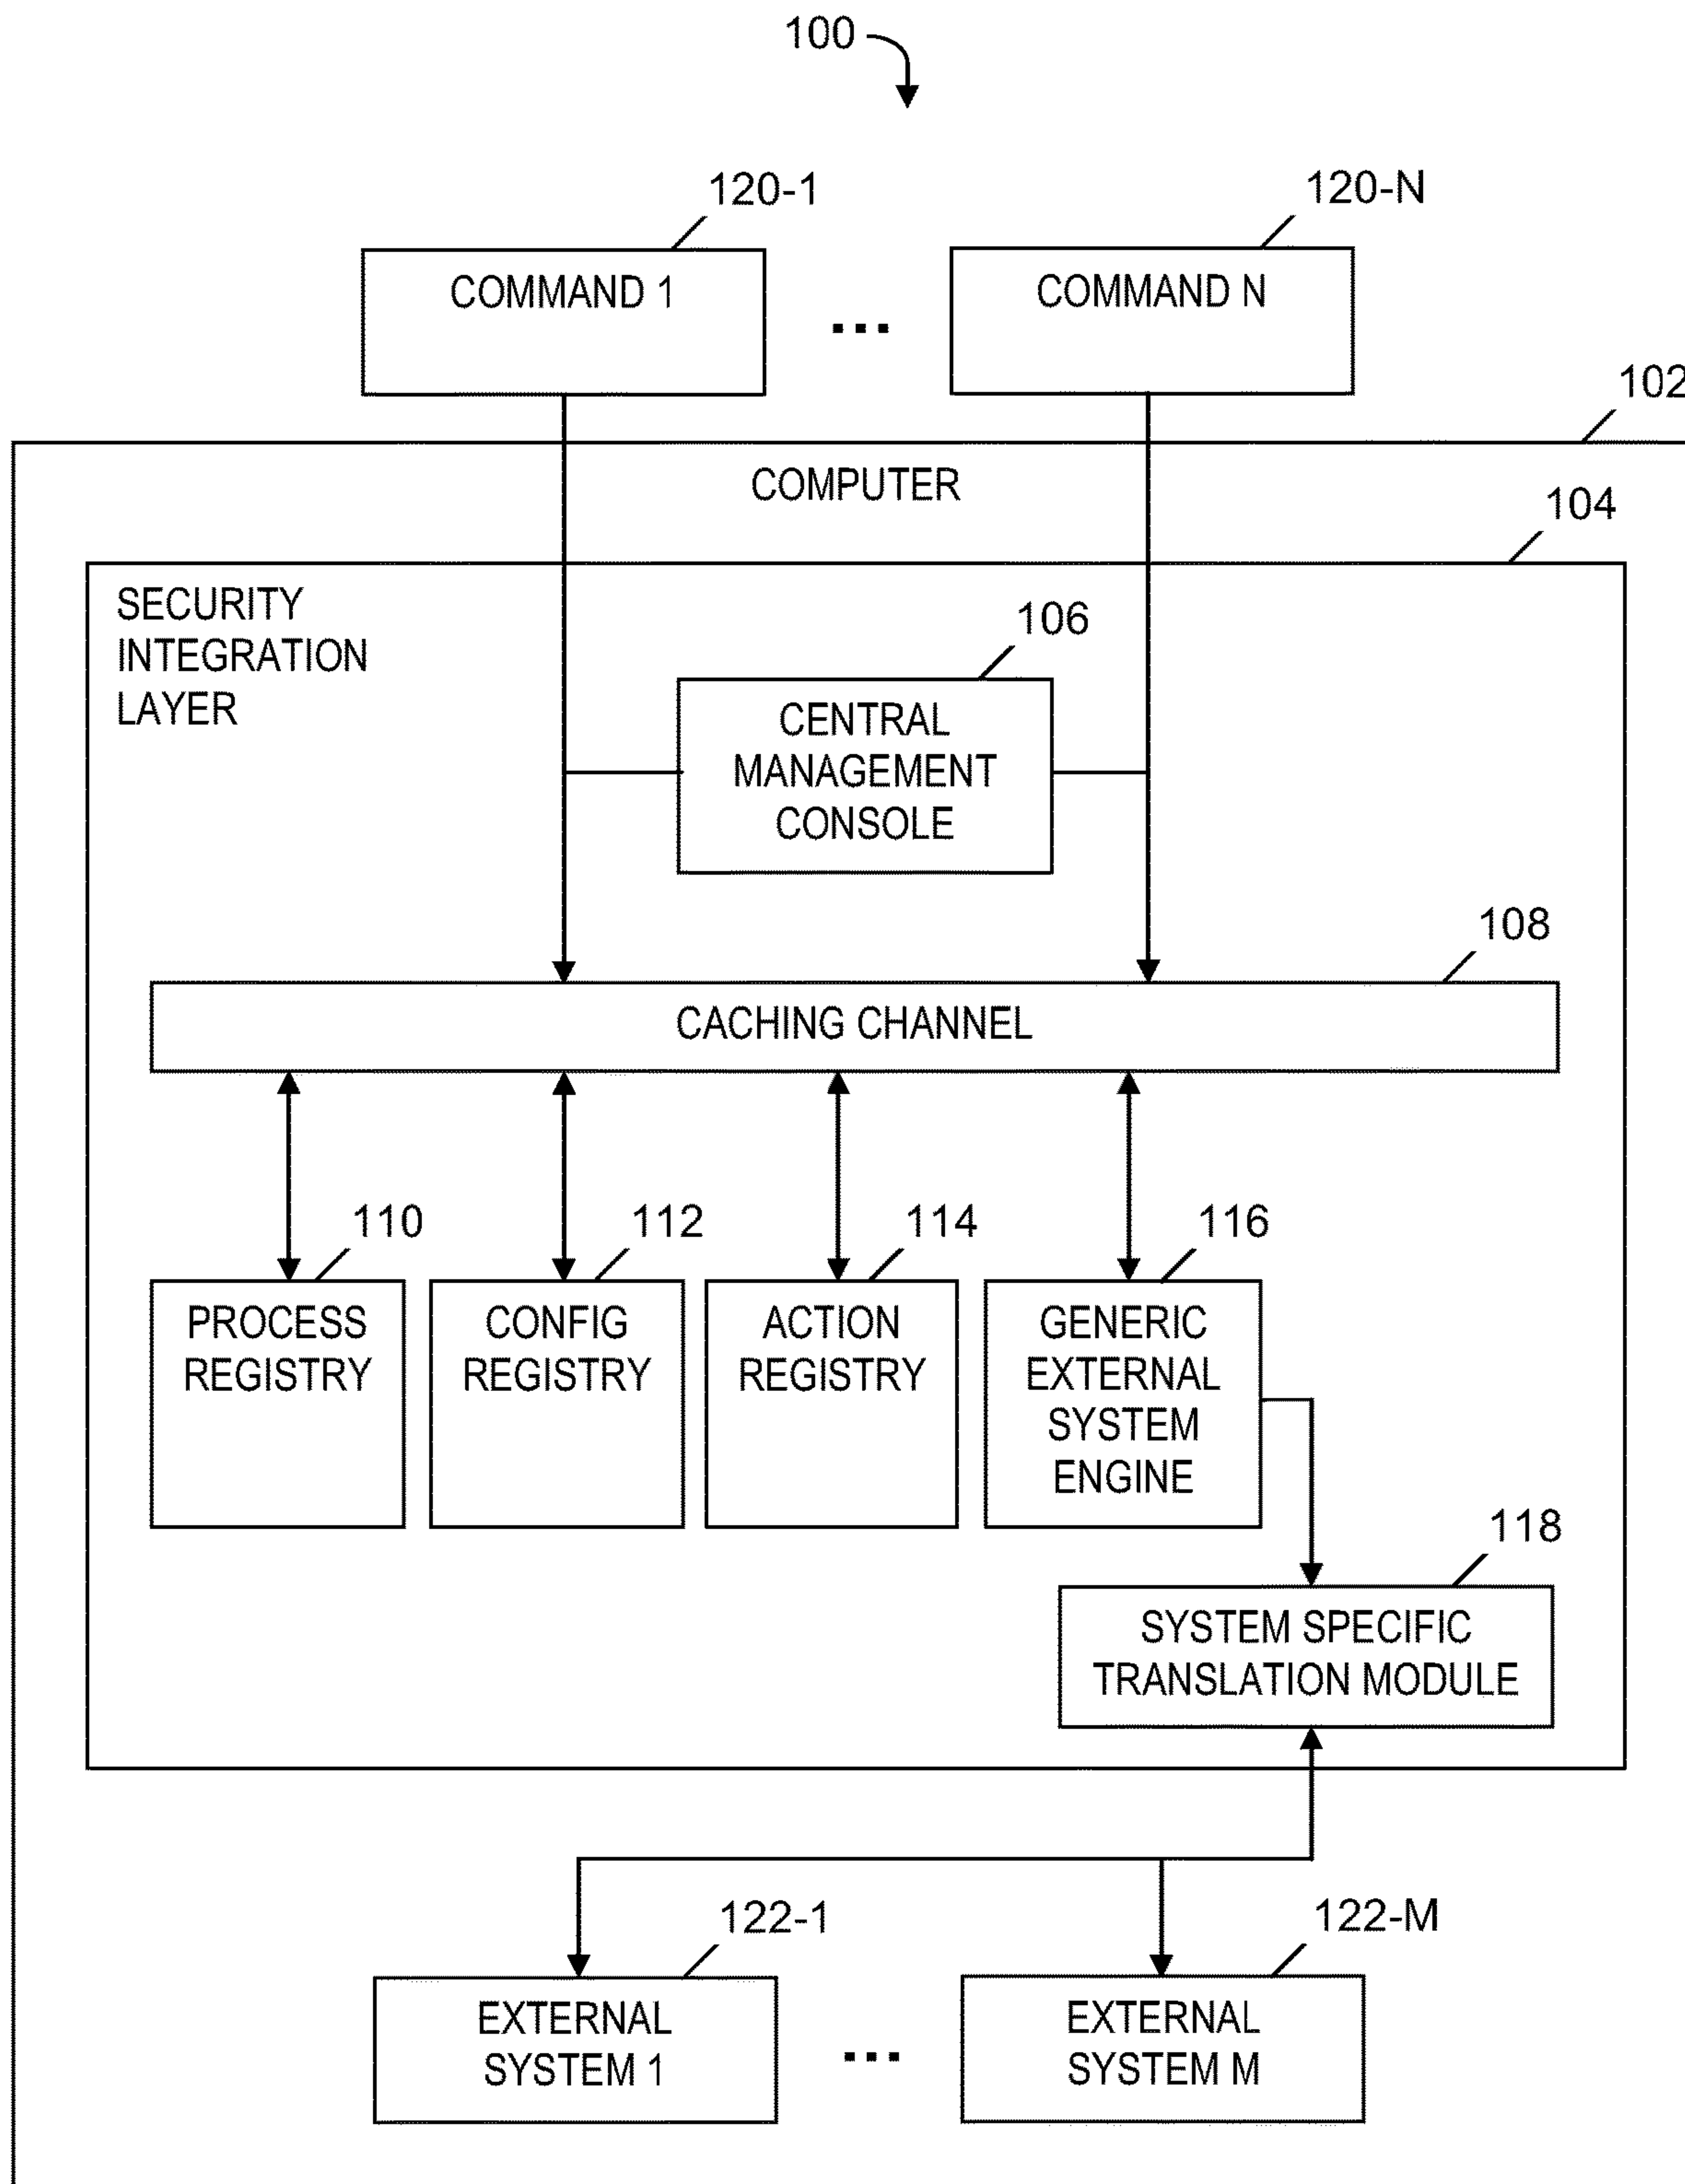 100
120-1
120-N
COMMAND 1
COMMAND N
...
102
COMPUTER
104
SECURITY
INTEGRATION
LAYER
106
CENTRAL
MANAGEMENT
CONSOLE
108
CACHING CHANNEL
110
112
114
116
PROCESS
REGISTRY
CONFIG
REGISTRY
ACTION
REGISTRY
GENERIC
EXTERNAL
SYSTEM
ENGINE
118
SYSTEM SPECIFIC
TRANSLATION MODULE
122-1
122-M
EXTERNAL
SYSTEM 1
...
EXTERNAL
SYSTEM M